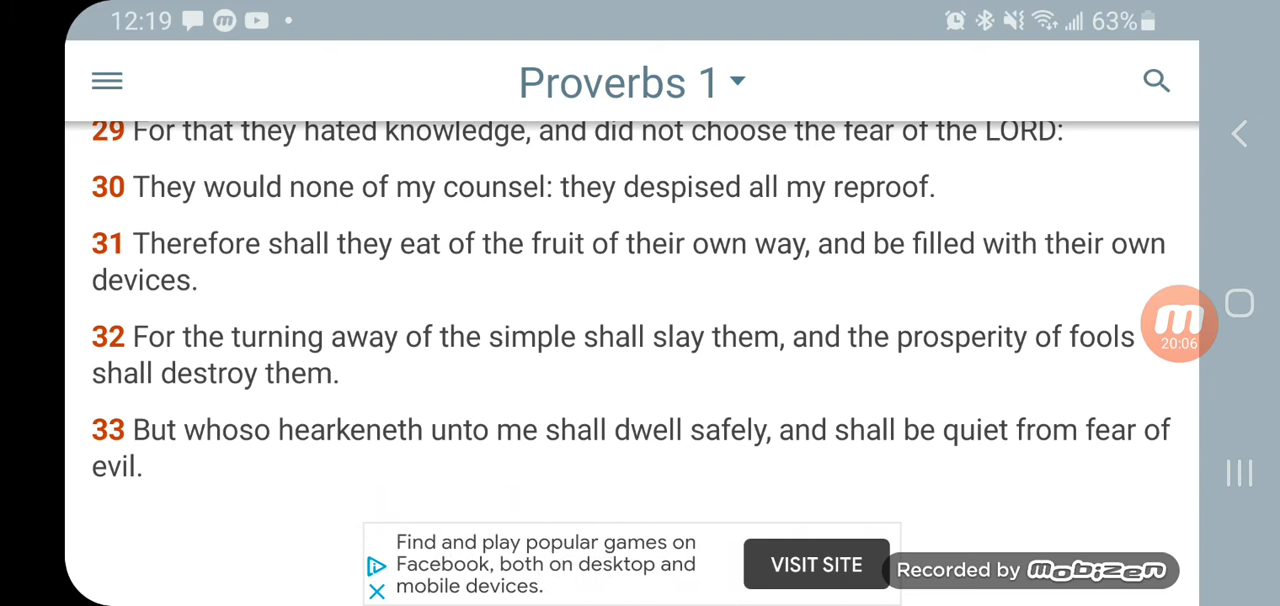 12:19 63%
Proverbs 1
29 For that they hated knowledge, and did not choose the fear of the LORD:
30 They would none of my counsel: they despised all my reproof.
31 Therefore shall they eat of the fruit of their own way, and be filled with their own
devices.
32 For the turning away of the simple shall slay them, and the prosperity of fools
shall destroy them.
20:06
33 But whoso hearkeneth unto me shall dwell safely, and shall be quiet from fear of
evil.
Find and play popular games on
Facebook, both on desktop and
mobile devices.
VISIT SITE
Recorded by mobizen